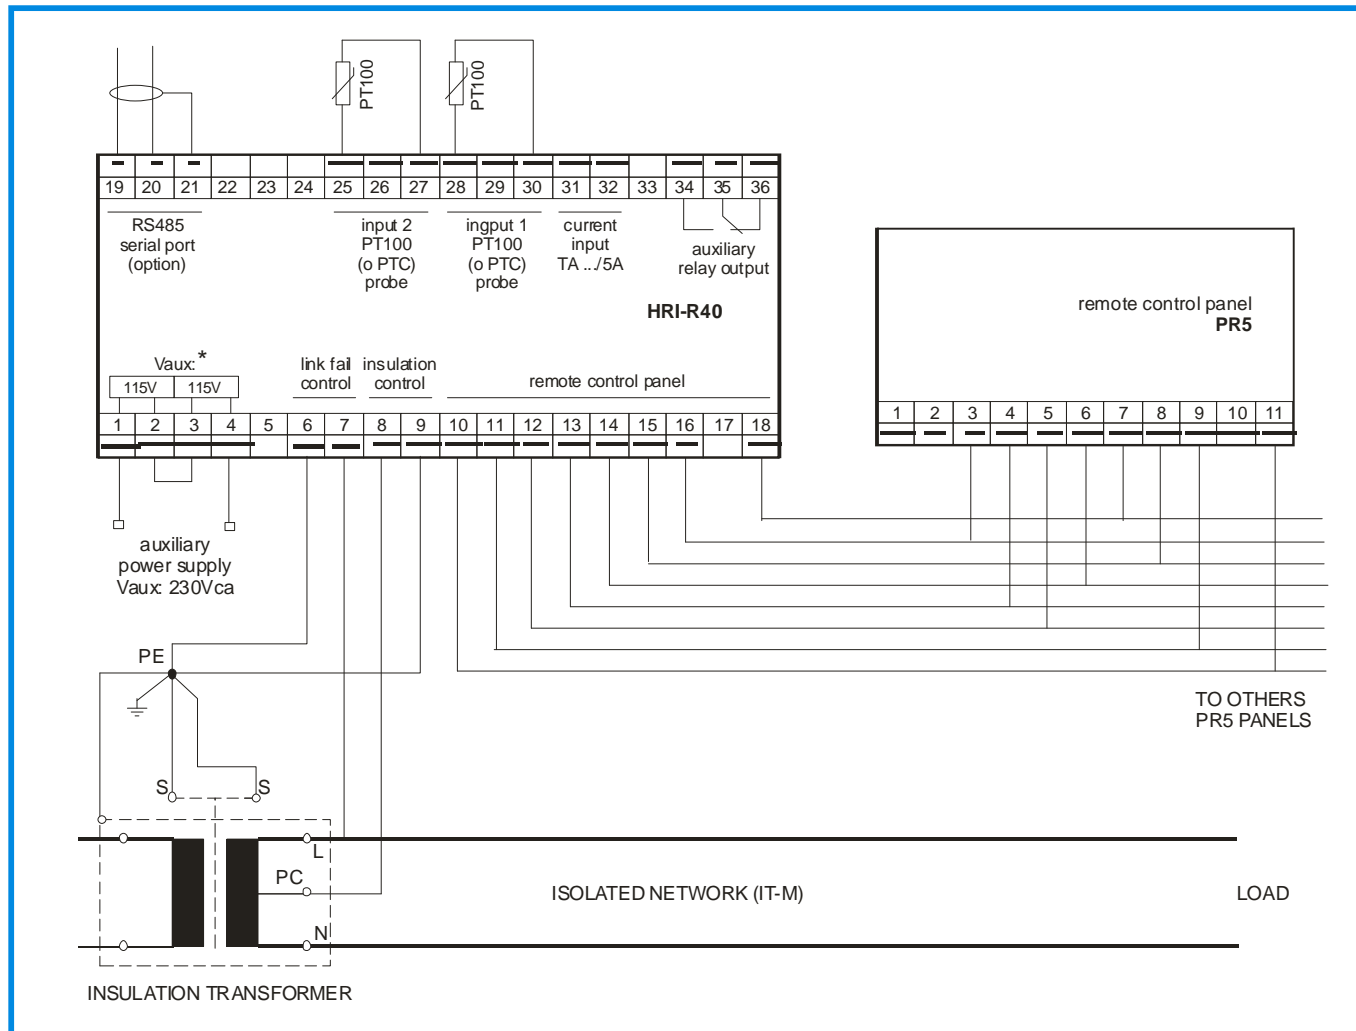 PT100
PT100
19 20 21 22 23 24 25 26 27 28 29 30 31 32 33 34 35 36
RS485
serial port
(option)
input 2
PT100
(o PTC)
probe
ingput 1
PT100
(o PTC)
probe
current
input
TA .../5A
auxiliary
relay output
HRI-R40
remote control panel
PR5
Vaux:*
115V 115V
link fail
control
insulation
control
remote control panel
1 2 3 4 5 6 7 8 9 10 11 12 13 14 15 16 17 18
1 2 3 4 5 6 7 8 9 10 11
auxiliary
power supply
Vaux: 230Vca
PE
TO OTHERS
PR5 PANELS
S S
L
PC
N
ISOLATED NETWORK (IT-M)
LOAD
INSULATION TRANSFORMER